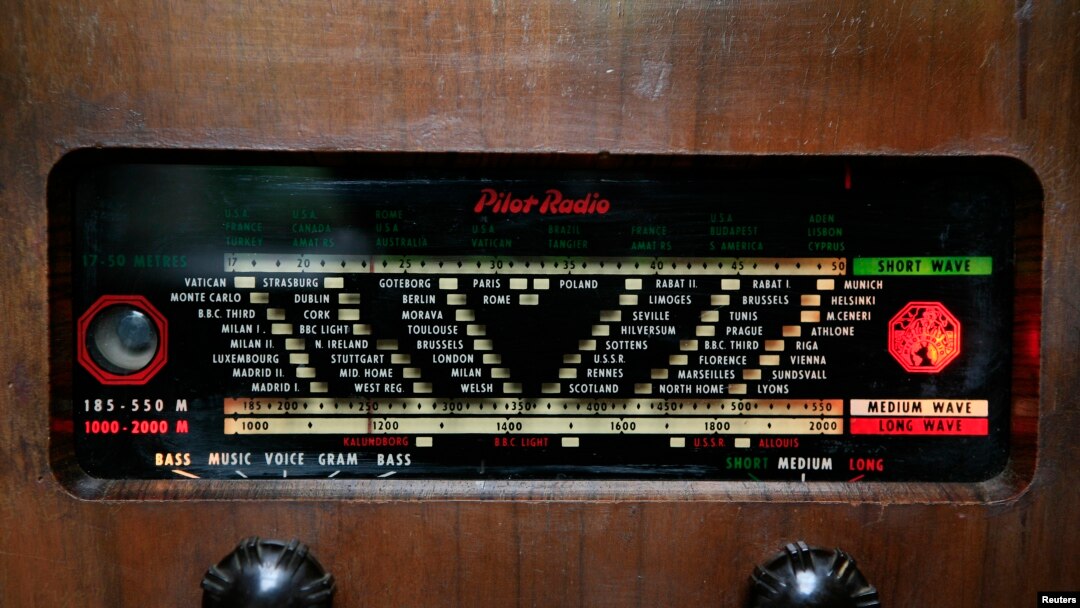 Pilot Radio
U.S.A. U.S.A. ROME U.S.A. ADEN
FRANCE CANADA U.S.A. U.S.A. BRAZIL FRANCE BUDAPEST LISBON
TURKEY AMATRS AUSTRALIA VATICAN TANGIER AMATRS S. AMERICA CYPRUS
17-50 METRES 17 20 25 30 35 40 45 50 SHORT WAVE
VATICAN STRASBURG GOTEBORG PARIS POLAND RABAT II. RABAT I. MUNICH
MONTE CARLO DUBLIN BERLIN ROME LIMOGES BRUSSELS HELSINKI
B.B.C. THIRD CORK MORAVA SEVILLE TUNIS M.CENERI
MILAN I. BBC LIGHT TOULOUSE HILVERSUM PRAGUE ATHLONE
MILAN II. N. IRELAND BRUSSELS SOTTENS B.B.C. THIRD RIGA
LUXEMBOURG STUTTGART LONDON U.S.S.R. FLORENCE VIENNA
MADRID II. MID. HOME MILAN RENNES MARSEILLES SUNDSVALL
MADRID I. WEST REG. WELSH SCOTLAND NORTH HOME LYONS
185-550 M 185 200 250 300 350 400 450 500 550 MEDIUM WAVE
1000-2000 M 1000 1200 1400 1600 1800 2000 LONG WAVE
KALUNDBORG BBC LIGHT U.S.S.R. ALLOUIS
BASS MUSIC VOICE GRAM BASS SHORT MEDIUM LONG
Reuters